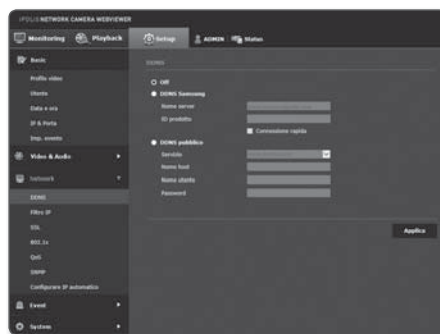 iPOLiS NETWORK CAMERA WEBVIEWER
Monitoring Playback Setup ADMIN Status
Basic
Profilo video
Utente
Data e ora
IP & Porta
Imp. evento
Video & Audio
Network
DDNS
Filtro IP
SSL
802.1x
QoS
SNMP
Configurare IP automatico
Event
System
DDNS
Off
DDNS Samsung
Nome server
ID prodotto
Connessione rapida
DDNS pubblico
Servizio
Nome host
Nome utente
Password
Applica